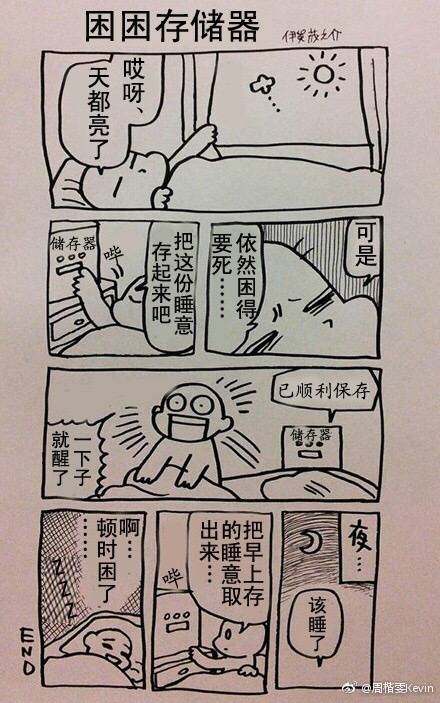 困困存储器
伊奘茂之介
哎呀、
天都亮了
可是
依然困得
要死……
把这份睡意
存起来吧
哔
储存器
已顺利保存
储存器
一下子
就醒了
夜…
该睡了
把早上存
的睡意取
出来…
哔
啊…
顿时困了
……
ZZZ
END
@周楷雯Kevin